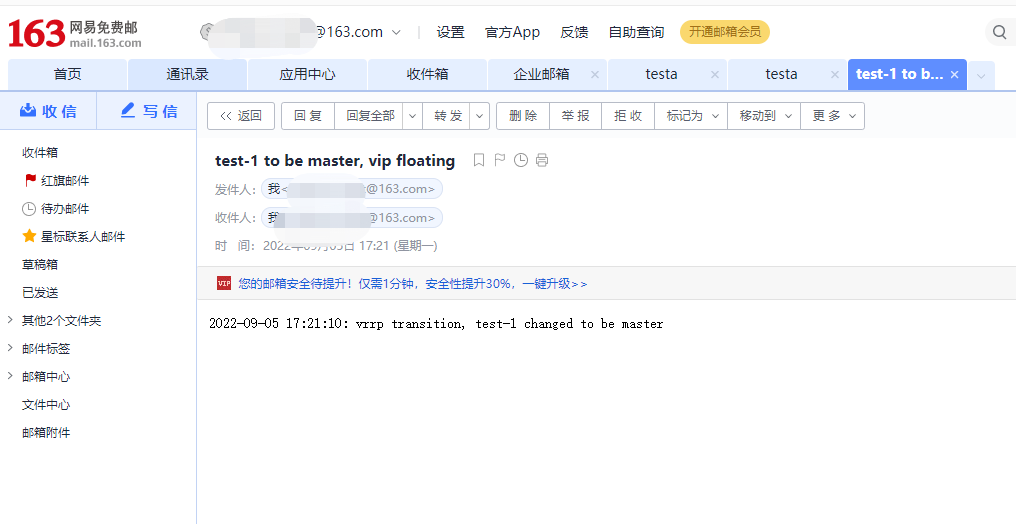 163 网易免费邮
mail.163.com
@163.com
设置 官方App 反馈 自助查询 开通邮箱会员
首页 通讯录 应用中心 收件箱 企业邮箱 testa testa test-1 to b...
收信 写信
<< 返回 回复 回复全部 转发 删除 举报 拒收 标记为 移动到 更多
收件箱
红旗邮件
待办邮件
星标联系人邮件
草稿箱
已发送
其他2个文件夹
邮件标签
邮箱中心
文件中心
邮箱附件
test-1 to be master, vip floating
发件人: 我< @163.com>
收件人: 我 @163.com>
时 间: 2022年09月05日 17:21 (星期一)
VIP 您的邮箱安全待提升！仅需1分钟，安全性提升30%，一键升级>>
2022-09-05 17:21:10: vrrp transition, test-1 changed to be master